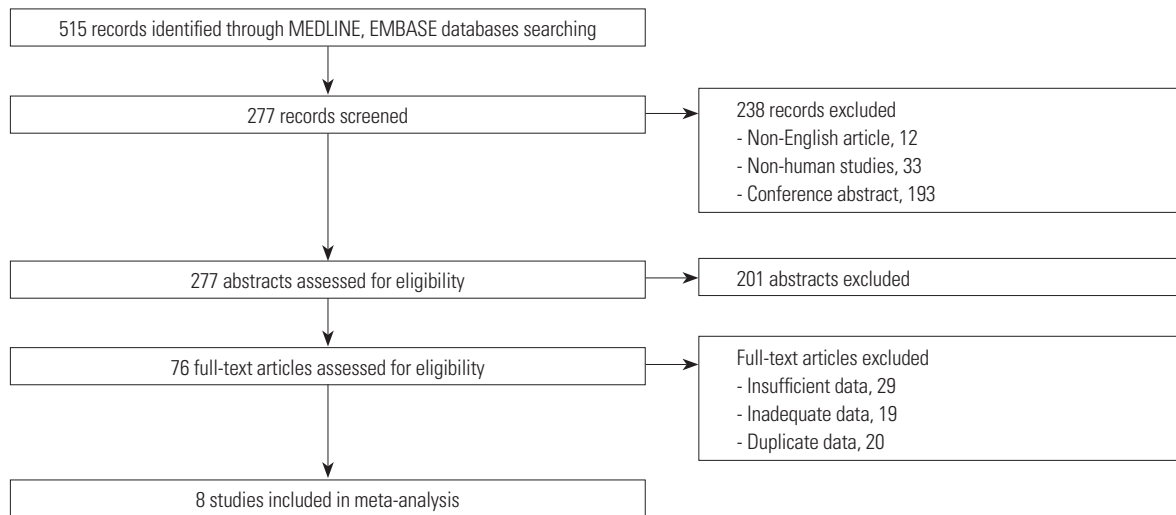 515 records identified through MEDLINE, EMBASE databases searching
277 records screened
238 records excluded
- Non-English article, 12
- Non-human studies, 33
- Conference abstract, 193
277 abstracts assessed for eligibility
201 abstracts excluded
76 full-text articles assessed for eligibility
Full-text articles excluded
- Insufficient data, 29
- Inadequate data, 19
- Duplicate data, 20
8 studies included in meta-analysis